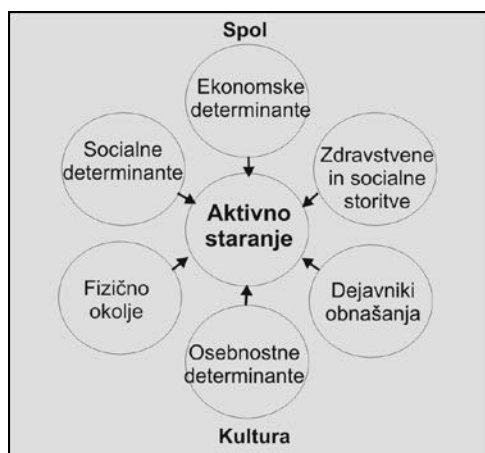 Spol
Ekonomske
determinante
Socialne
determinante
Zdravstvene
in socialne
storitve
Aktivno
staranje
Fizično
okolje
Dejavniki
obnašanja
Osebnostne
determinante
Kultura